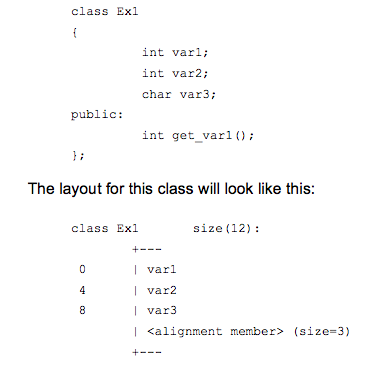 class Ex1
{
int var1;
int var2;
char var3;
public:
int get_var1();
};
The layout for this class will look like this:
class Ex1 size(12):
+---
0 | var1
4 | var2
8 | var3
| <alignment member> (size=3)
+---